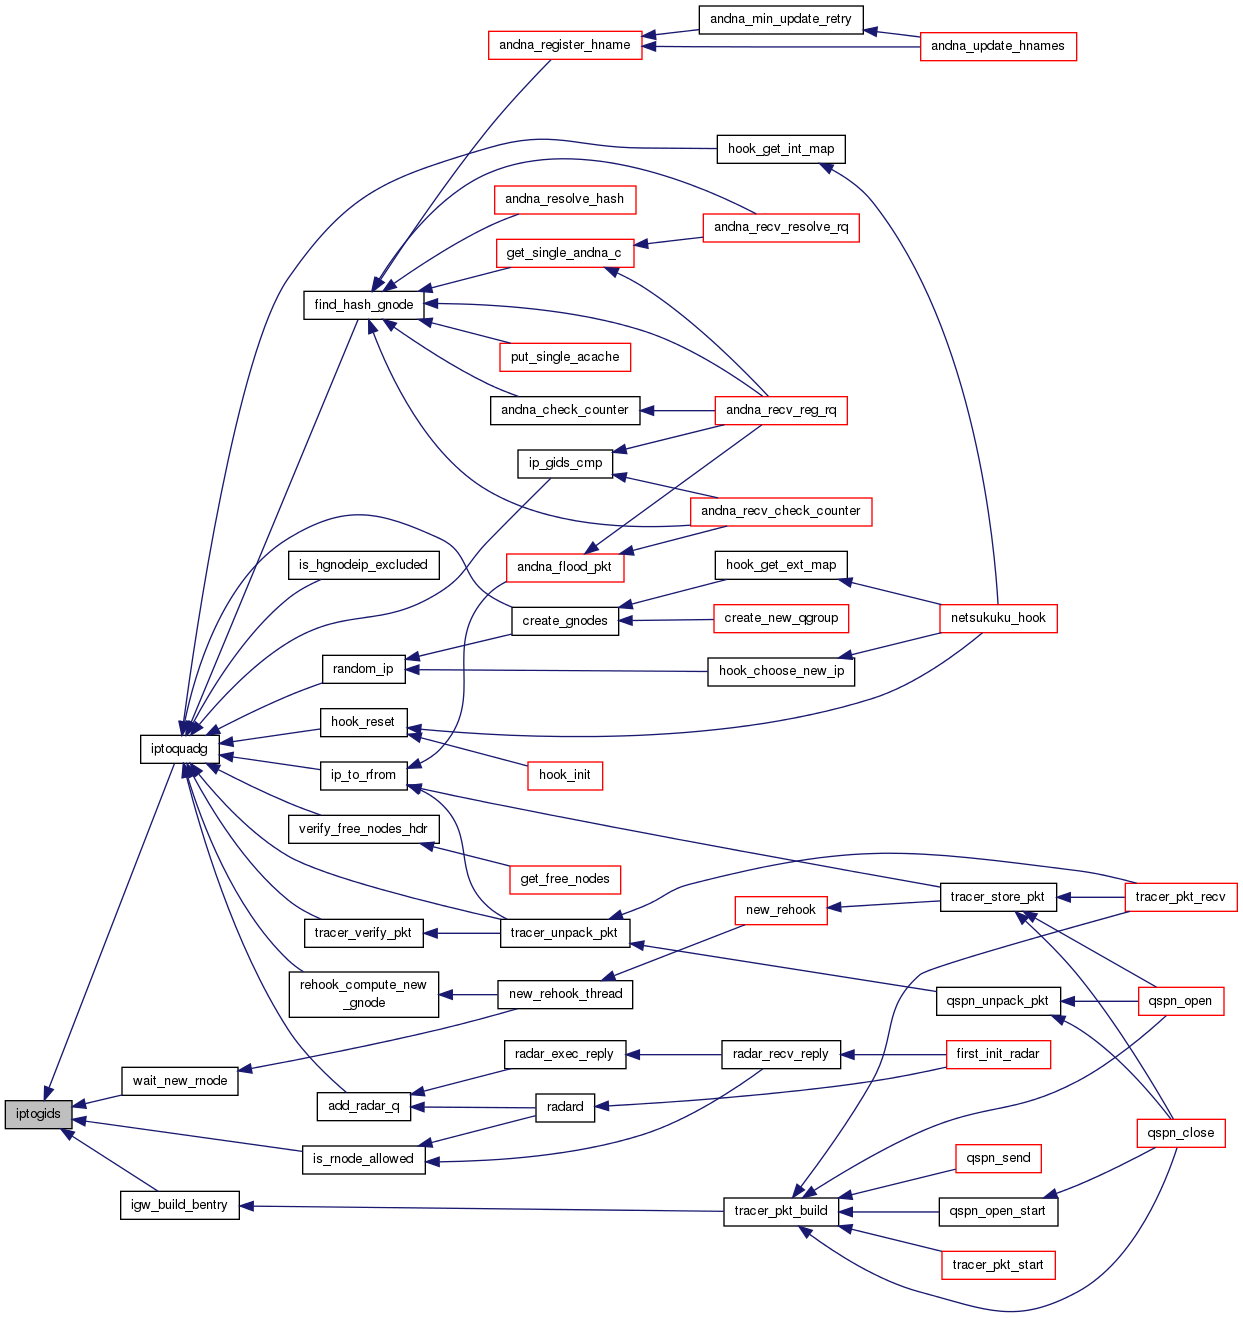 andna_min_update_retry
andna_register_hname
andna_update_hnames
hook_get_int_map
andna_resolve_hash
andna_recv_resolve_rq
get_single_andna_c
find_hash_gnode
put_single_acache
andna_check_counter
andna_recv_reg_rq
ip_gids_cmp
andna_recv_check_counter
is_hgnodeip_excluded
andna_flood_pkt
hook_get_ext_map
create_gnodes
create_new_qgroup
netsukuku_hook
random_ip
hook_choose_new_ip
hook_reset
iptoquadg
ip_to_rfrom
hook_init
verify_free_nodes_hdr
get_free_nodes
tracer_store_pkt
tracer_pkt_recv
new_rehook
tracer_verify_pkt
tracer_unpack_pkt
rehook_compute_new
_gnode
new_rehook_thread
qspn_unpack_pkt
qspn_open
radar_exec_reply
radar_recv_reply
first_init_radar
wait_new_rnode
add_radar_q
radard
iptogids
qspn_close
is_rnode_allowed
qspn_send
igw_build_bentry
tracer_pkt_build
qspn_open_start
tracer_pkt_start